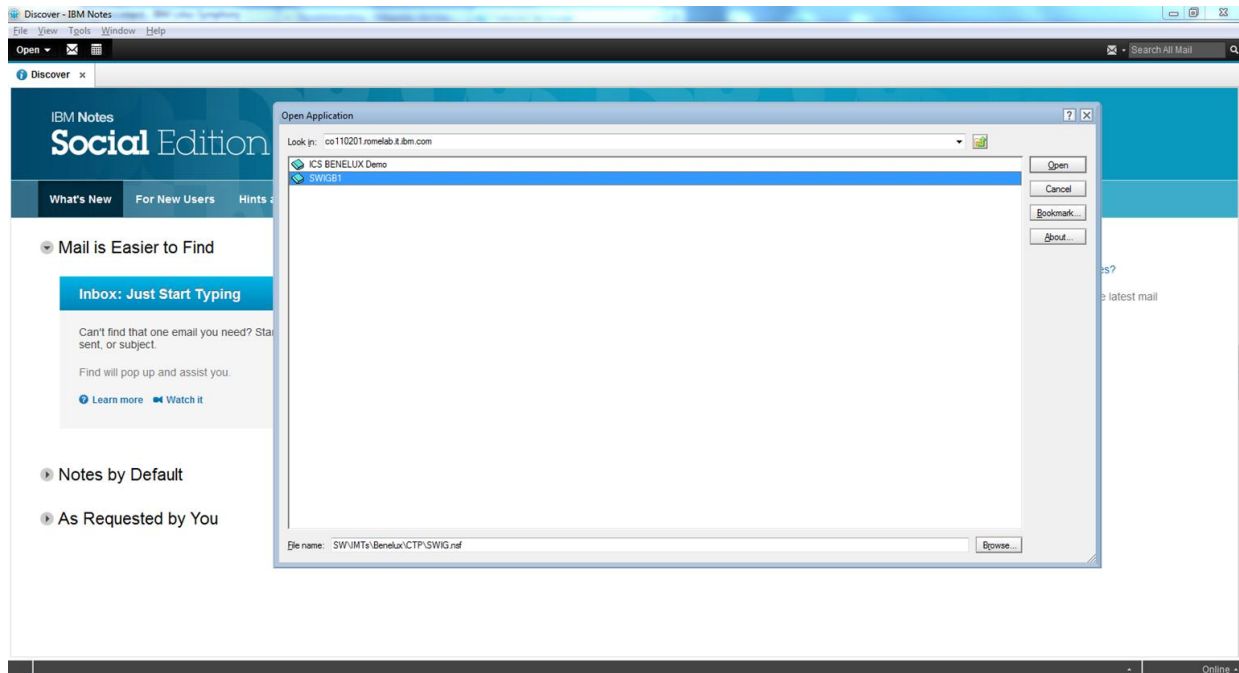 Discover - IBM Notes
File View Tools Window Help
Open
Search All Mail
Discover x
IBM Notes
Social Edition
What's New For New Users Hints
Open Application
Look in: co110201.romelab.it.ibm.com
ICS BENELUX Demo
SWIGB1
Open
Cancel
Bookmark...
About...
Mail is Easier to Find
Inbox: Just Start Typing
Can't find that one email you need? Star
sent, or subject.
Find will pop up and assist you.
Learn more Watch it
es?
e latest mail
Notes by Default
As Requested by You
File name: SW\IMTs\Benelux\CTP\SWIG.nsf
Browse...
Online